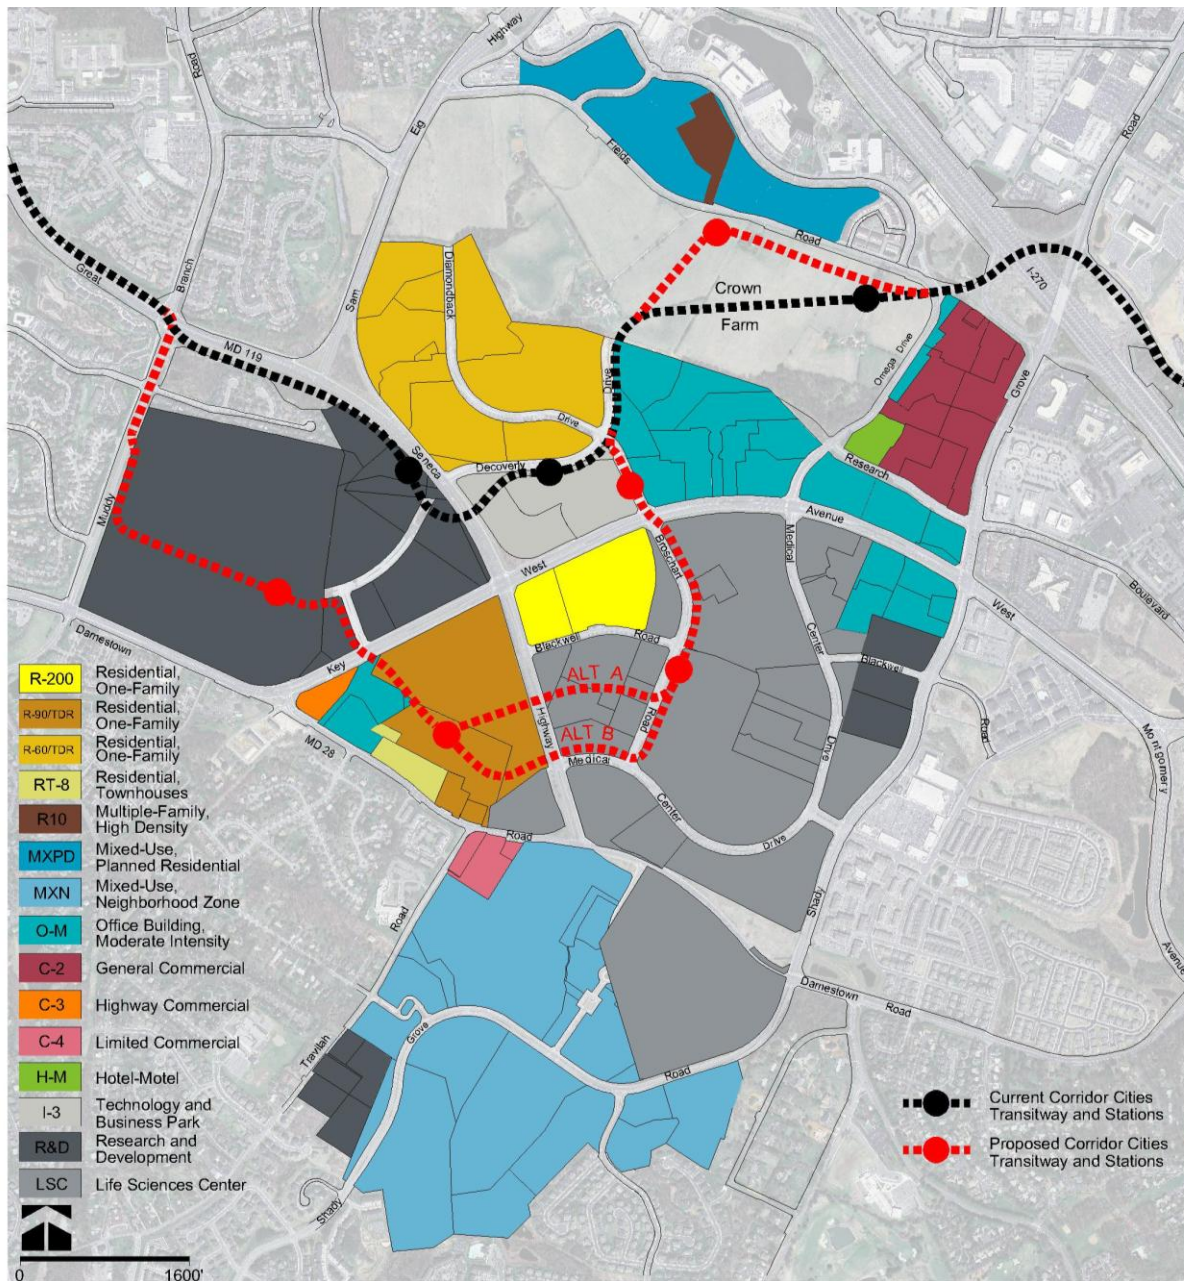 Highway
Road
Eig
Fields
Road
Road
Great
Branch
Sam
Diamondback
Crown
Farm
I-270
MD 119
Drive
Omega Drive
Grove
Drive
Seneca
Decoverly
Research
Muddy
Avenue
Medical
Broschart
West
West
Boulevard
Darnestown
Blackwell
Road
Center
Blackwell
Key
ALT A
Road
Highway
ALT B
Road
MD 28
Medical
Montgomery
Center
Drive
Drive
Road
Shady
Avenue
Road
Darnestown
Road
Grove
Travilah
Road
Shady
R-200
Residential,
One-Family
R-90/TDR
Residential,
One-Family
R-60/TDR
Residential,
One-Family
RT-8
Residential,
Townhouses
R10
Multiple-Family,
High Density
MXPD
Mixed-Use,
Planned Residential
MXN
Mixed-Use,
Neighborhood Zone
O-M
Office Building,
Moderate Intensity
C-2
General Commercial
C-3
Highway Commercial
C-4
Limited Commercial
H-M
Hotel-Motel
I-3
Technology and
Business Park
R&D
Research and
Development
LSC
Life Sciences Center
Current Corridor Cities
Transitway and Stations
Proposed Corridor Cities
Transitway and Stations
0
1600'